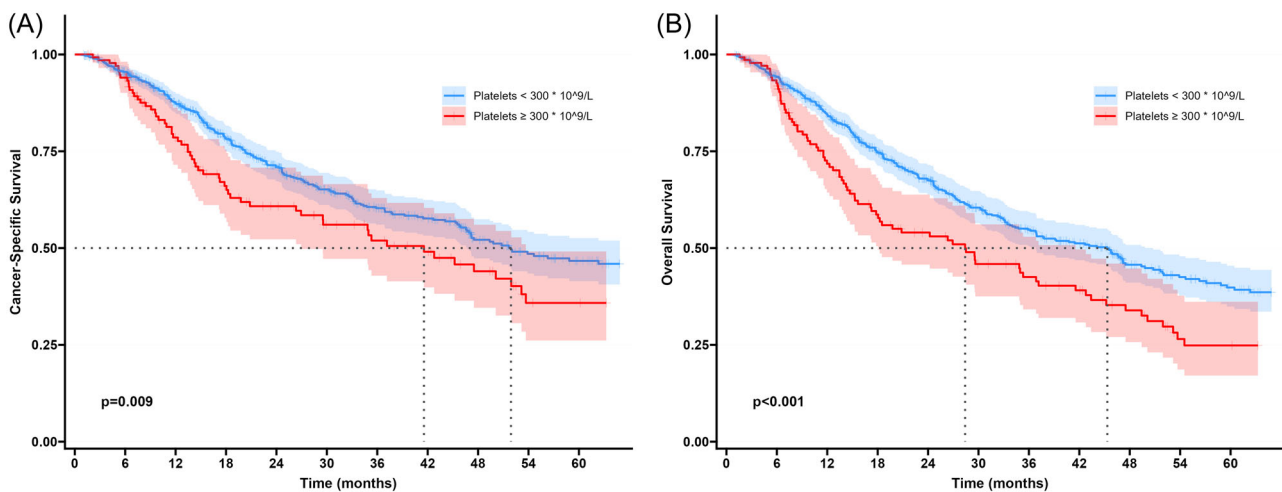 (A)
1.00
0.75
0.50
0.25
0.00
Cancer-Specific Survival
Platelets < 300 * 10^9/L
Platelets ≥ 300 * 10^9/L
p=0.009
0 6 12 18 24 30 36 42 48 54 60
Time (months)
(B)
1.00
0.75
0.50
0.25
0.00
Overall Survival
Platelets < 300 * 10^9/L
Platelets ≥ 300 * 10^9/L
p<0.001
0 6 12 18 24 30 36 42 48 54 60
Time (months)